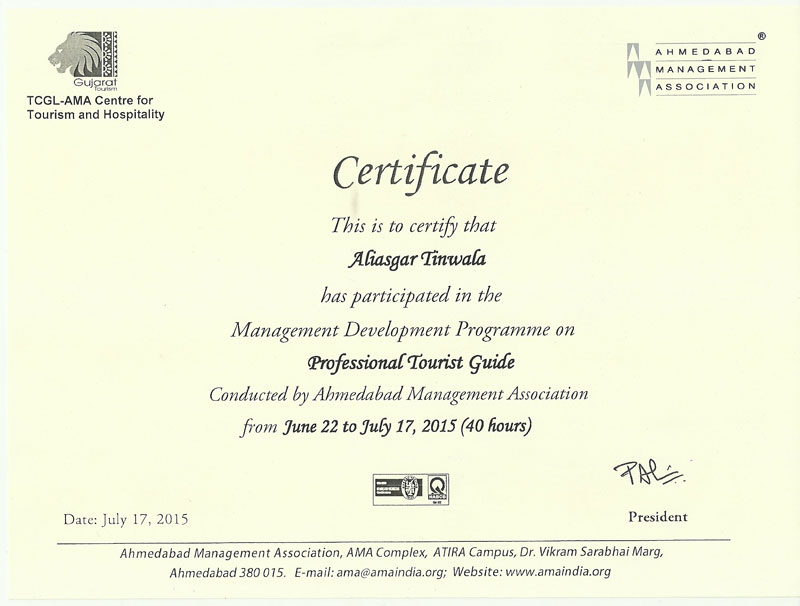 Gujarat
Tourism
TCGL-AMA Centre for
Tourism and Hospitality
®
AHMEDABAD
MANAGEMENT
ASSOCIATION
Certificate
This is to certify that
Aliasgar Tinwala
has participated in the
Management Development Programme on
Professional Tourist Guide
Conducted by Ahmedabad Management Association
from June 22 to July 17, 2015 (40 hours)
Date: July 17, 2015
President
Ahmedabad Management Association, AMA Complex, ATIRA Campus, Dr. Vikram Sarabhai Marg,
Ahmedabad 380 015. E-mail: ama@amaindia.org; Website: www.amaindia.org